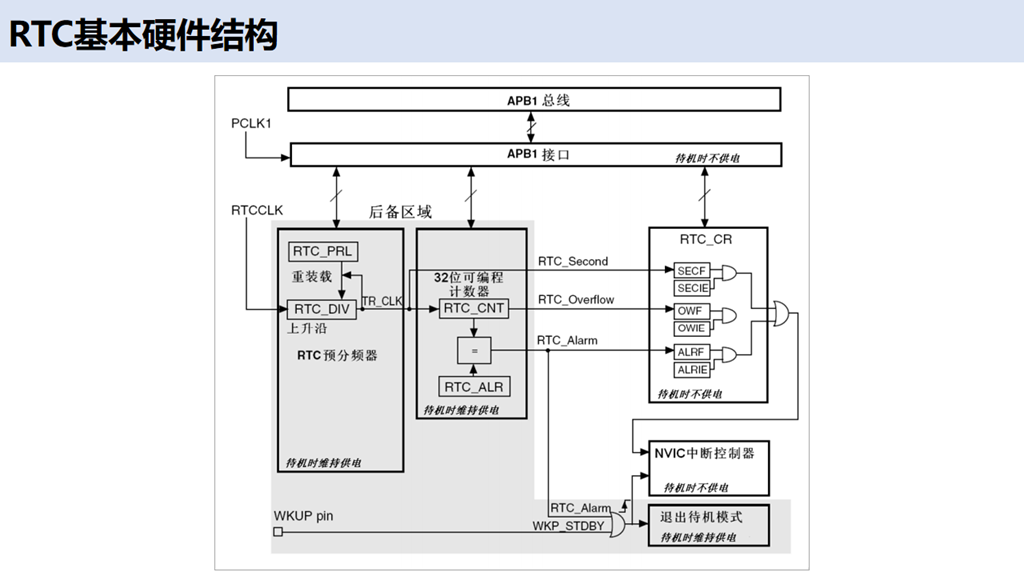 RTC基本硬件结构
APB1 总线
PCLK1
APB1 接口
待机时不供电
RTCCLK
后备区域
RTC_PRL
重装载
RTC_DIV
TR_CLK
上升沿
RTC预分频器
待机时维持供电
32位可编程
计数器
RTC_CNT
=
RTC_ALR
待机时维持供电
RTC_Second
RTC_Overflow
RTC_Alarm
RTC_CR
SECF
SECIE
OWF
OWIE
ALRF
ALRIE
待机时不供电
NVIC中断控制器
待机时不供电
RTC_Alarm
WKUP pin
WKP_STDBY
退出待机模式
待机时维持供电